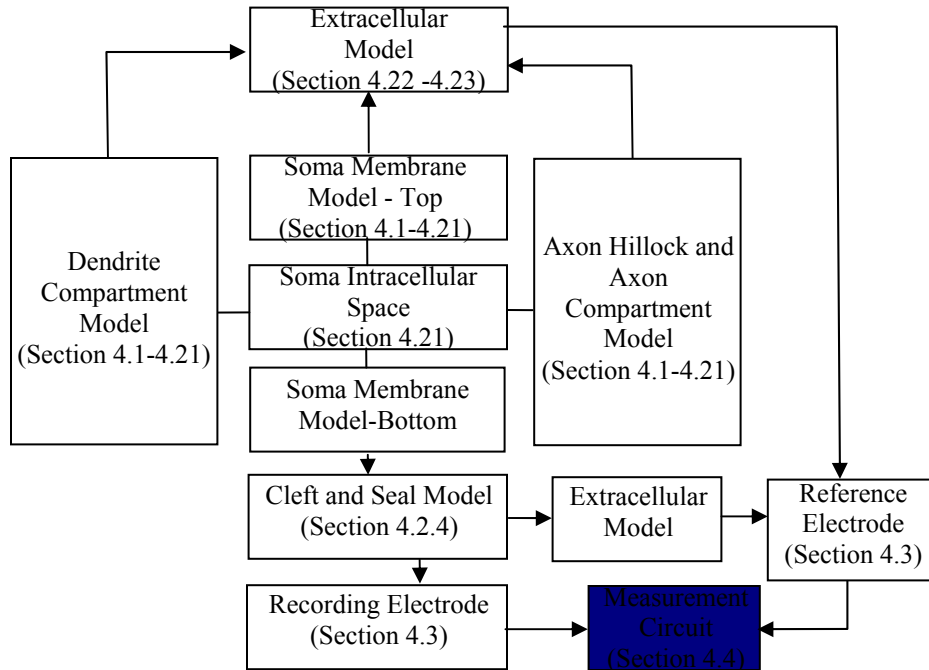 Extracellular
Model
(Section 4.22 -4.23)
Soma Membrane
Model - Top
(Section 4.1-4.21)
Dendrite
Compartment
Model
(Section 4.1-4.21)
Soma Intracellular
Space
(Section 4.21)
Axon Hillock and
Axon
Compartment
Model
(Section 4.1-4.21)
Soma Membrane
Model-Bottom
Cleft and Seal Model
(Section 4.2.4)
Extracellular
Model
Reference
Electrode
(Section 4.3)
Recording Electrode
(Section 4.3)
Measurement
Circuit
(Section 4.4)